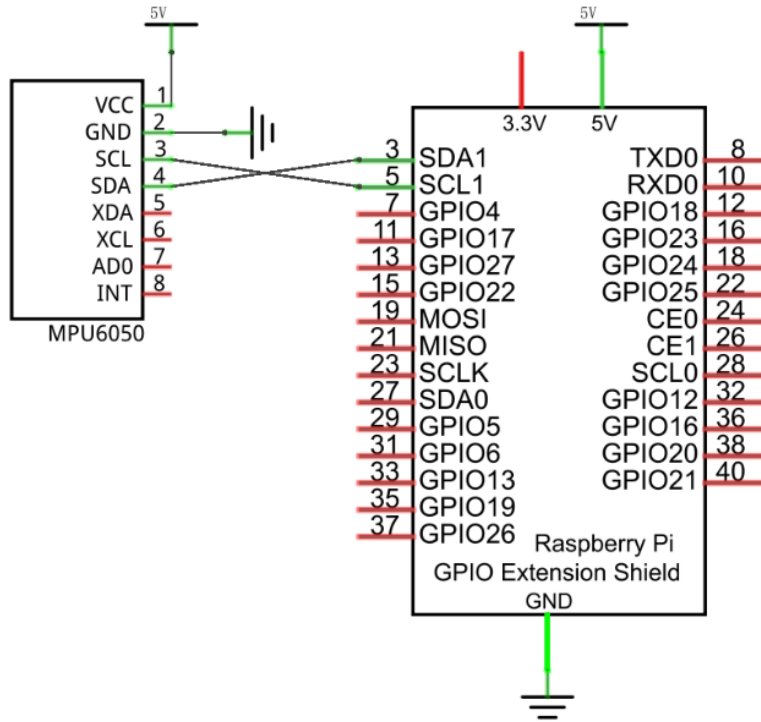 5V
5V
VCC 1
GND 2
SCL 3
SDA 4
XDA 5
XCL 6
AD0 7
INT 8
MPU6050
3.3V 5V
3 SDA1 TXD0 8
5 SCL1 RXD0 10
7 GPIO4 GPIO18 12
11 GPIO17 GPIO23 16
13 GPIO27 GPIO24 18
15 GPIO22 GPIO25 22
19 MOSI CE0 24
21 MISO CE1 26
23 SCLK SCL0 28
27 SDA0 GPIO12 32
29 GPIO5 GPIO16 36
31 GPIO6 GPIO20 38
33 GPIO13 GPIO21 40
35 GPIO19
37 GPIO26
Raspberry Pi
GPIO Extension Shield
GND